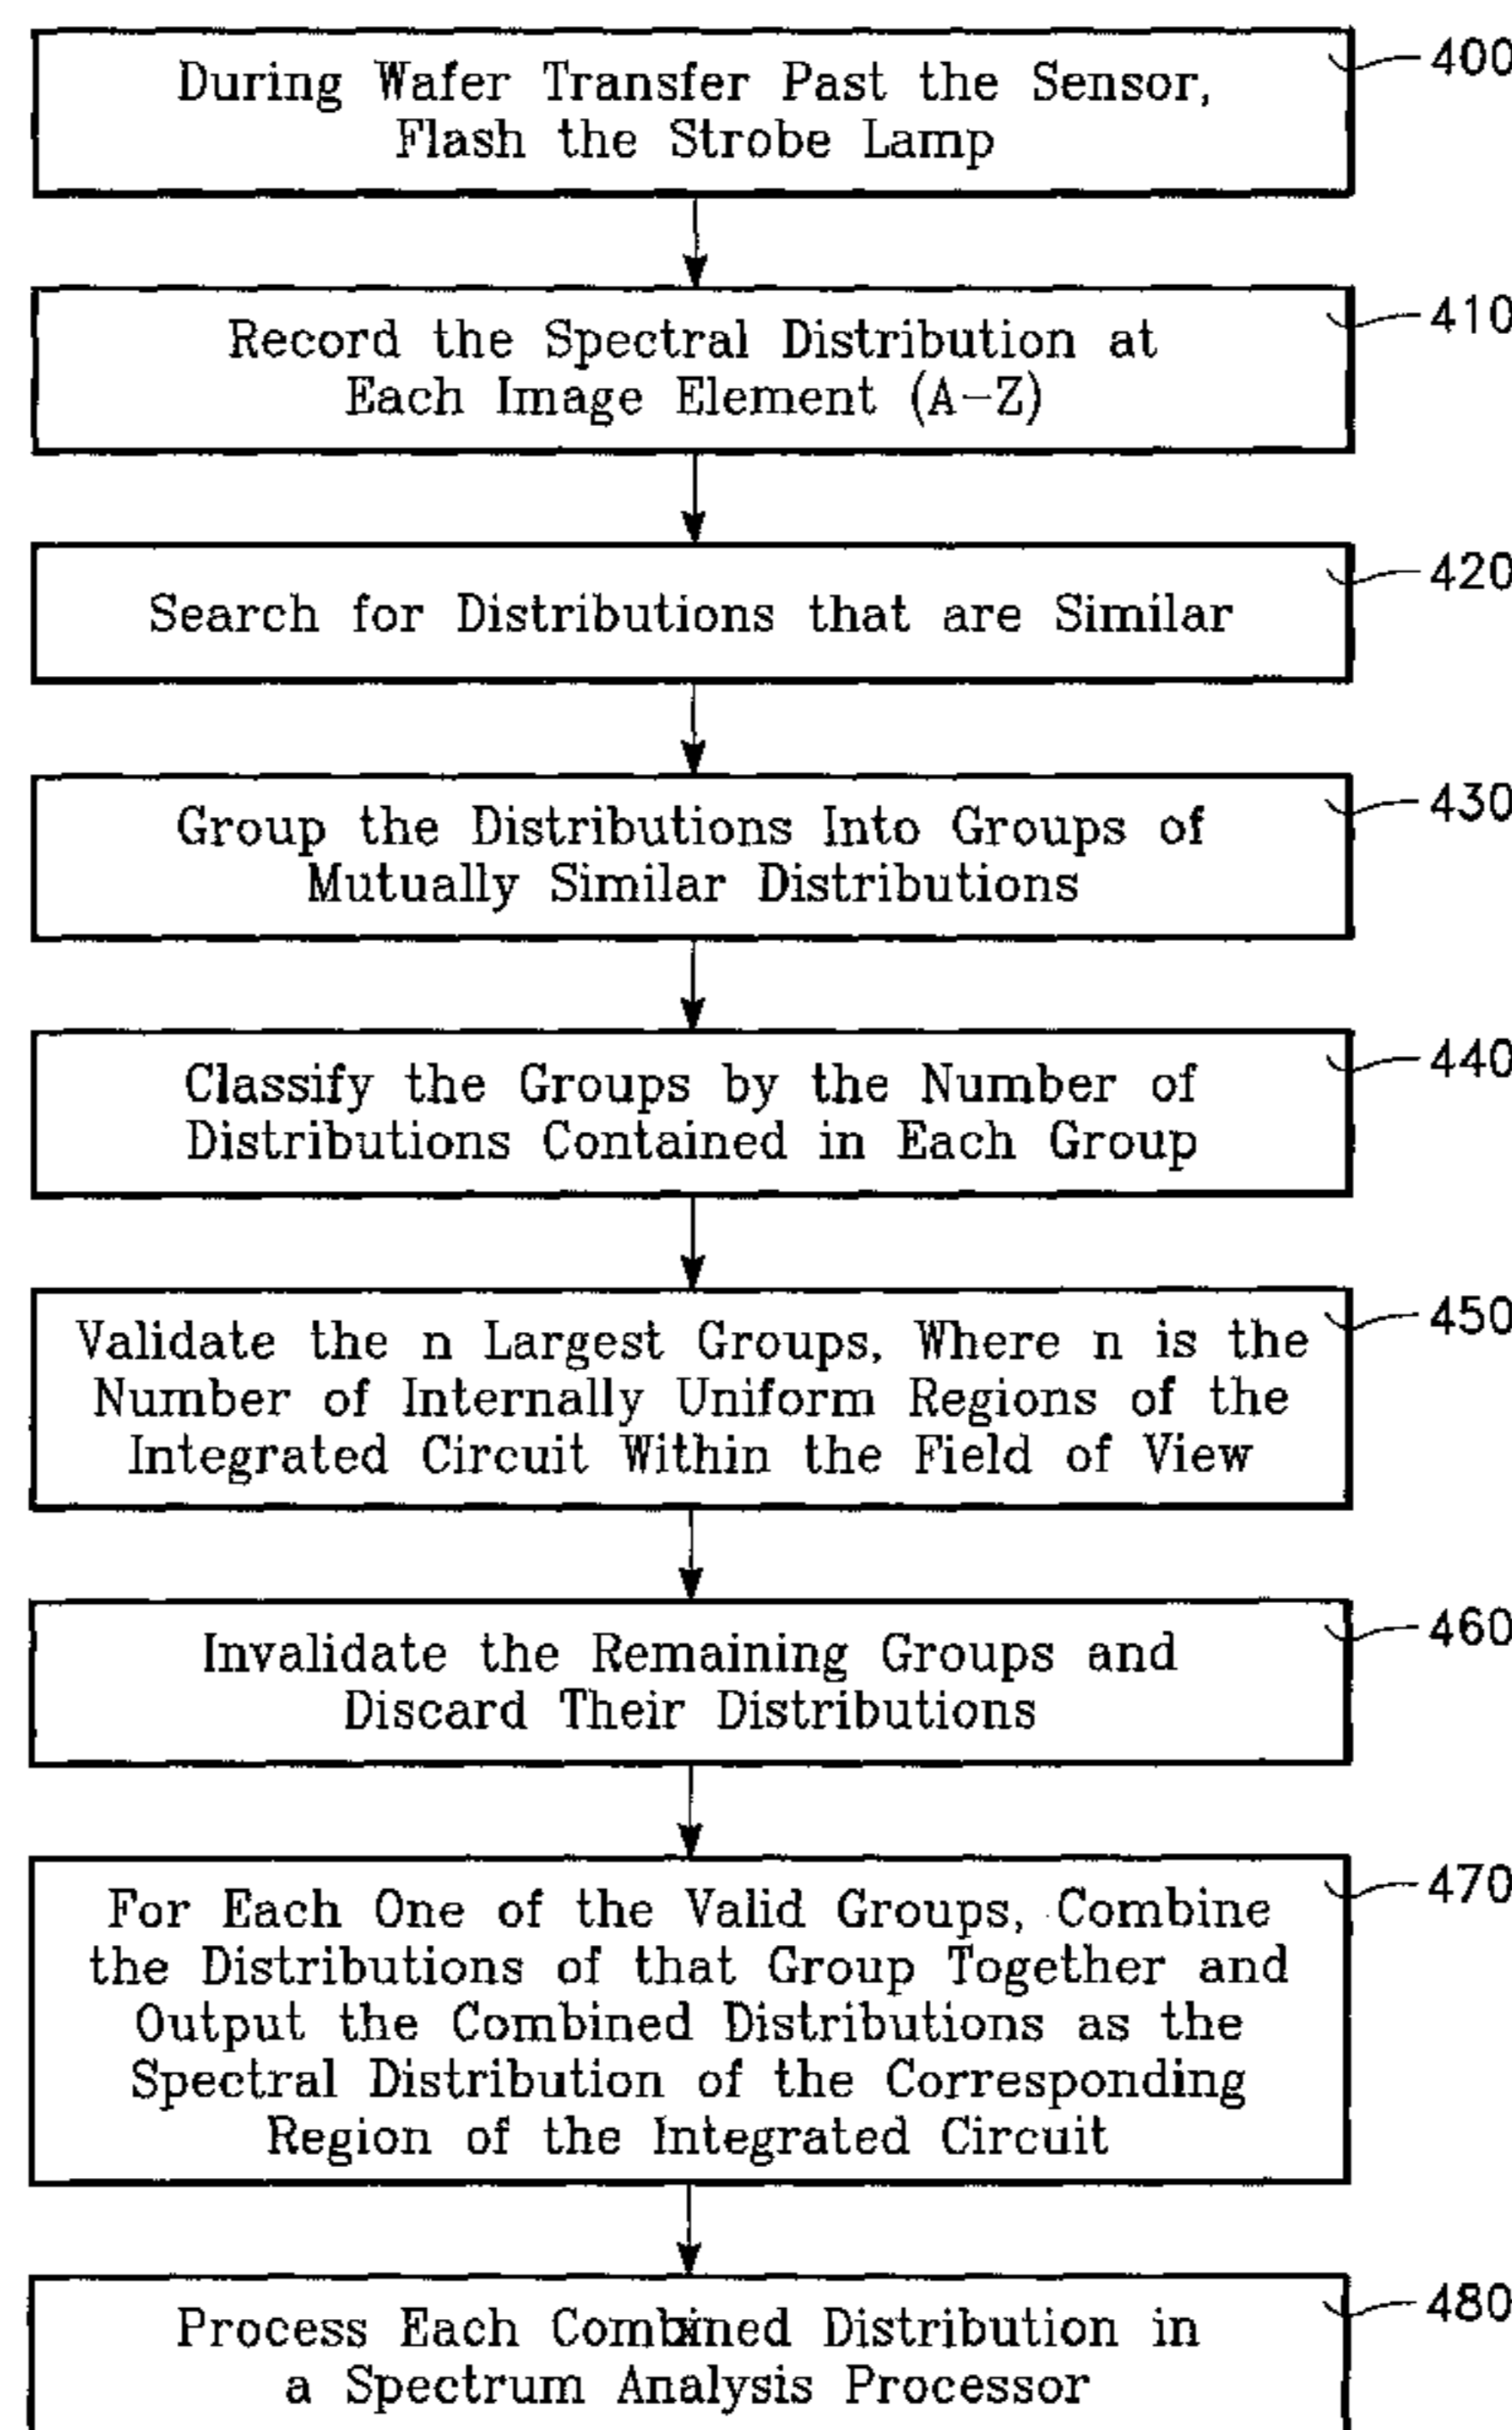 During Wafer Transfer Past the Sensor,
Flash the Strobe Lamp
400
Record the Spectral Distribution at
Each Image Element (A-Z)
410
Search for Distributions that are Similar
420
Group the Distributions Into Groups of
Mutually Similar Distributions
430
Classify the Groups by the Number of
Distributions Contained in Each Group
440
Validate the n Largest Groups, Where n is the
Number of Internally Uniform Regions of the
Integrated Circuit Within the Field of View
450
Invalidate the Remaining Groups and
Discard Their Distributions
460
For Each One of the Valid Groups, Combine
the Distributions of that Group Together and
Output the Combined Distributions as the
Spectral Distribution of the Corresponding
Region of the Integrated Circuit
470
Process Each Combined Distribution in
a Spectrum Analysis Processor
480